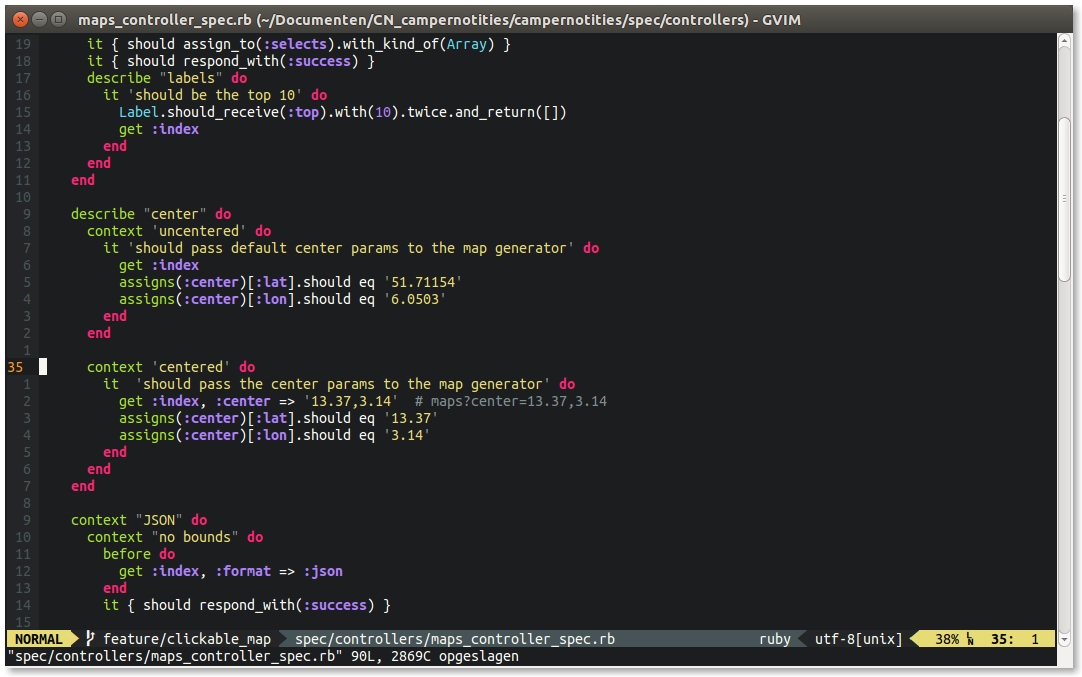 maps_controller_spec.rb (~/Documenten/CN_campernotities/campernotities/spec/controllers) - GVIM
19 it { should assign_to(:selects).with_kind_of(Array) }
18 it { should respond_with(:success) }
17 describe "labels" do
16 it 'should be the top 10' do
15 Label.should_receive(:top).with(10).twice.and_return([])
14 get :index
13 end
12 end
11 end
10
9 describe "center" do
8 context 'uncentered' do
7 it 'should pass default center params to the map generator' do
6 get :index
5 assigns(:center)[:lat].should eq '51.71154'
4 assigns(:center)[:lon].should eq '6.0503'
3 end
2 end
1
35 context 'centered' do
1 it  'should pass the center params to the map generator' do
2 get :index, :center => '13.37,3.14'  # maps?center=13.37,3.14
3 assigns(:center)[:lat].should eq '13.37'
4 assigns(:center)[:lon].should eq '3.14'
5 end
6 end
7 end
8
9 context "JSON" do
10 context "no bounds" do
11 before do
12 get :index, :format => :json
13 end
14 it { should respond_with(:success) }
15
NORMAL feature/clickable_map spec/controllers/maps_controller_spec.rb ruby utf-8[unix] 38% LN 35: 1
"spec/controllers/maps_controller_spec.rb" 90L, 2869C opgeslagen